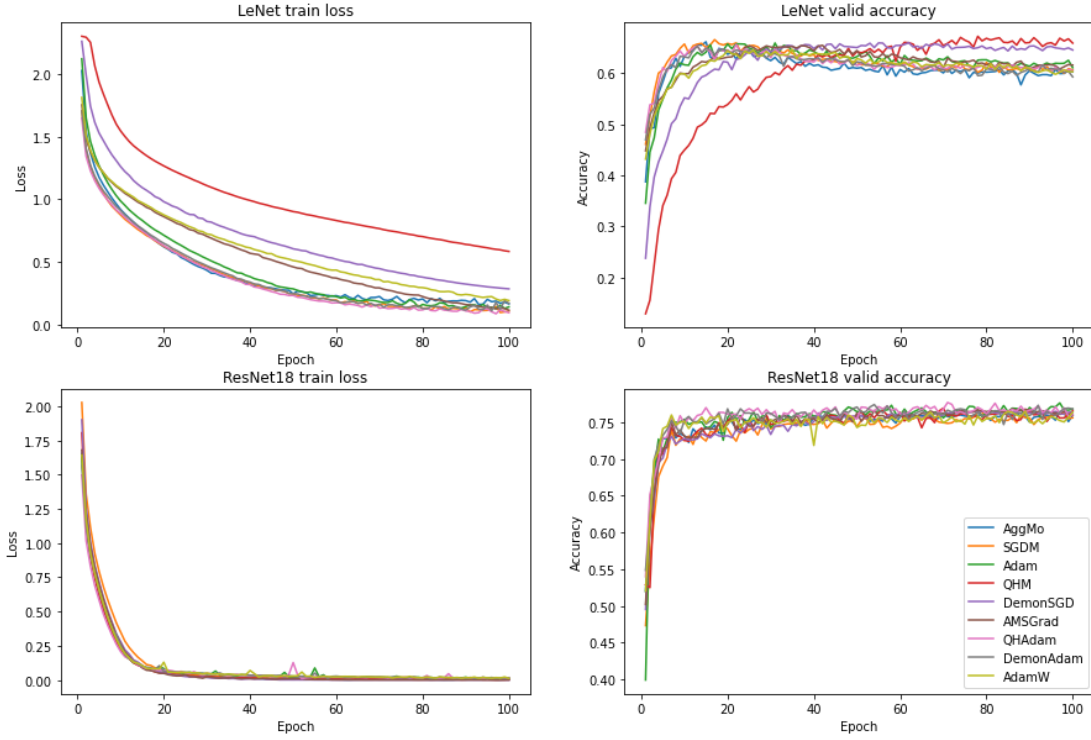 LeNet train loss
Loss
2.0
1.5
1.0
0.5
0.0
0 20 40 60 80 100
Epoch
LeNet valid accuracy
Accuracy
0.6
0.5
0.4
0.3
0.2
0 20 40 60 80 100
Epoch
ResNet18 train loss
Loss
2.00
1.75
1.50
1.25
1.00
0.75
0.50
0.25
0.00
0 20 40 60 80 100
Epoch
ResNet18 valid accuracy
Accuracy
0.75
0.70
0.65
0.60
0.55
0.50
0.45
0.40
0 20 40 60 80 100
Epoch
AggMo
SGDM
Adam
QHM
DemonSGD
AMSGrad
QHAdam
DemonAdam
AdamW